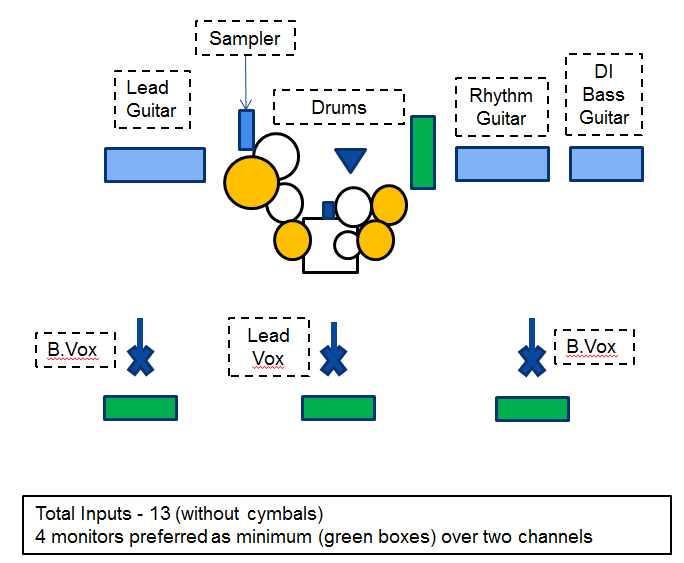 Sampler
Lead
Guitar
Drums
Rhythm
Guitar
DI
Bass
Guitar
B.Vox
Lead
Vox
B.Vox
Total Inputs - 13 (without cymbals)
4 monitors preferred as minimum (green boxes) over two channels